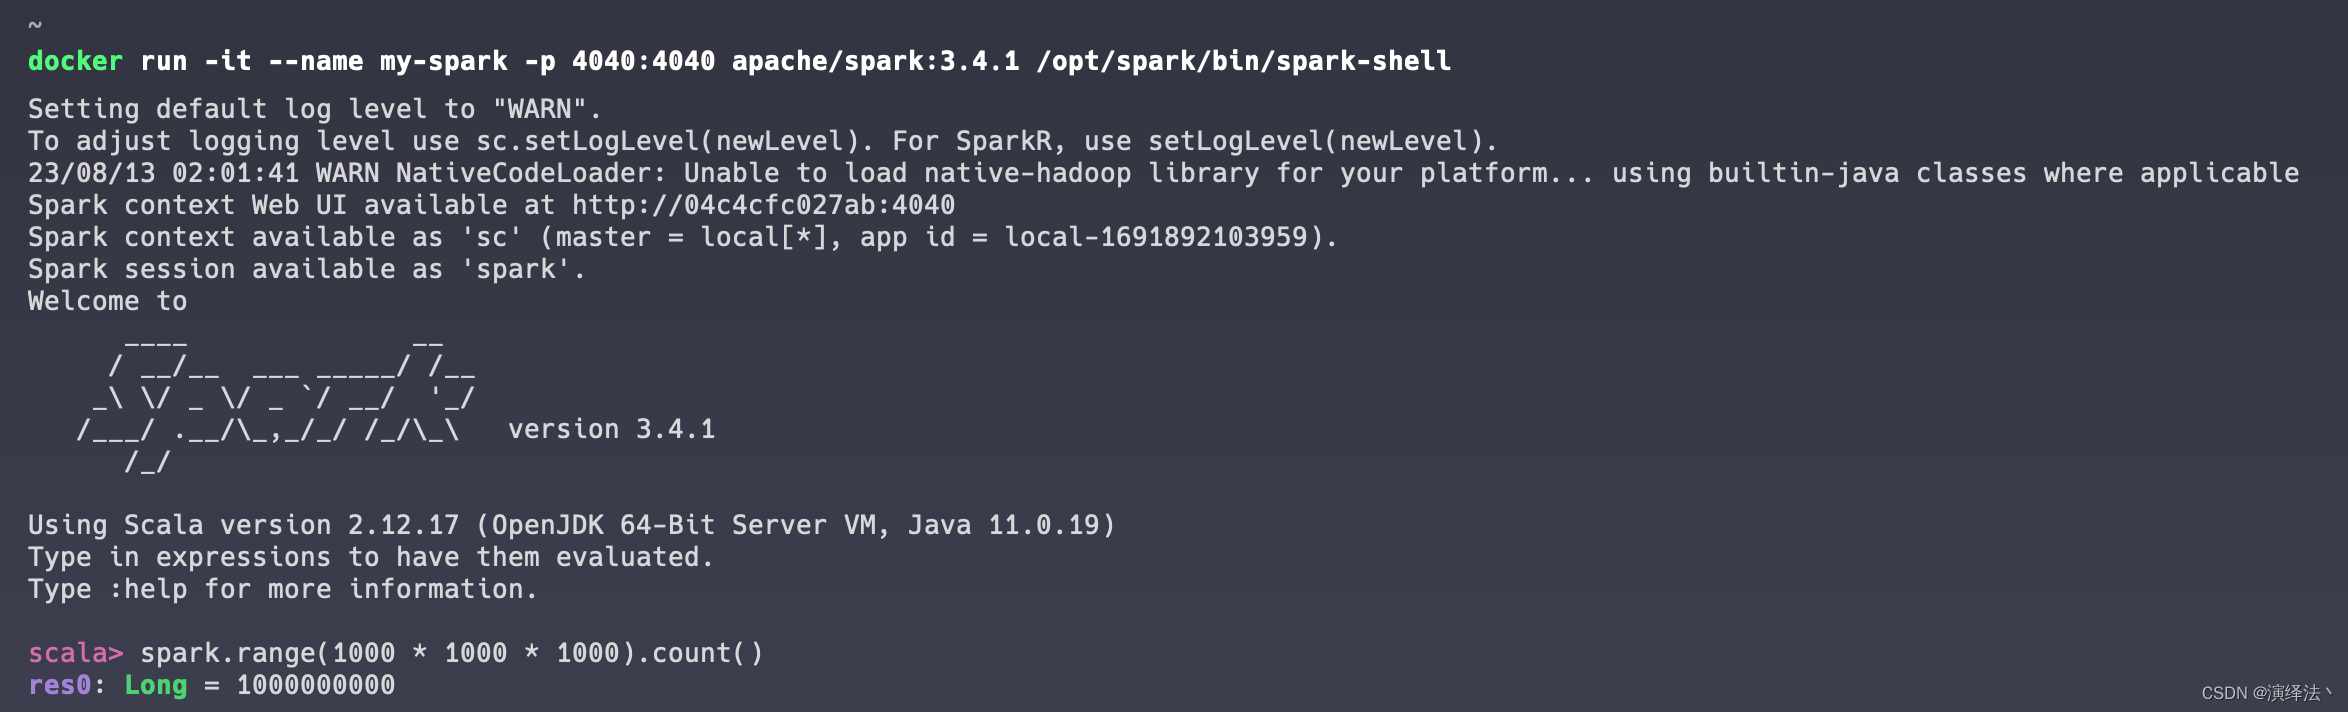 ~
docker run -it --name my-spark -p 4040:4040 apache/spark:3.4.1 /opt/spark/bin/spark-shell
Setting default log level to "WARN".
To adjust logging level use sc.setLogLevel(newLevel). For SparkR, use setLogLevel(newLevel).
23/08/13 02:01:41 WARN NativeCodeLoader: Unable to load native-hadoop library for your platform... using builtin-java classes where applicable
Spark context Web UI available at http://04c4cfc027ab:4040
Spark context available as 'sc' (master = local[*], app id = local-1691892103959).
Spark session available as 'spark'.
Welcome to
      ____              __
     / __/__  ___ _____/ /__
    _\ \/ _ \/ _ `/ __/  '_/
   /___/ .__/\_,_/_/ /_/\_\   version 3.4.1
      /_/
Using Scala version 2.12.17 (OpenJDK 64-Bit Server VM, Java 11.0.19)
Type in expressions to have them evaluated.
Type :help for more information.
scala> spark.range(1000 * 1000 * 1000).count()
res0: Long = 1000000000
CSDN @演绎法丶